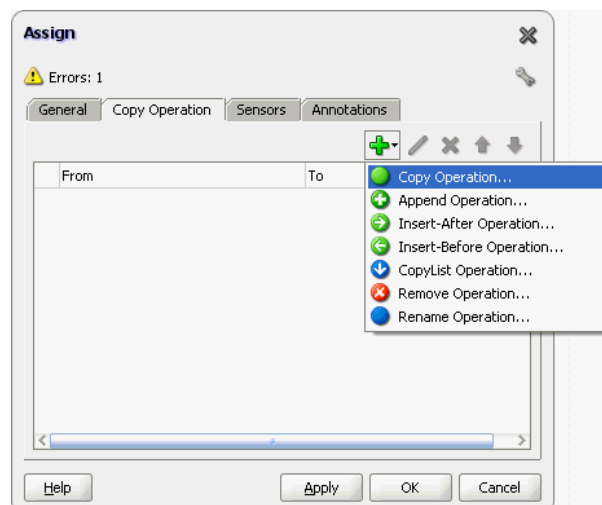 Assign
Errors: 1
General Copy Operation Sensors Annotations
From To
Copy Operation...
Append Operation...
Insert-After Operation...
Insert-Before Operation...
CopyList Operation...
Remove Operation...
Rename Operation...
Help Apply OK Cancel